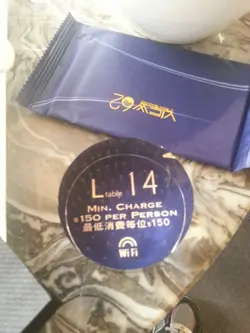 L table 14
MIN. CHARGE
$150 PER PERSON
最低消費每位$150
WiFi